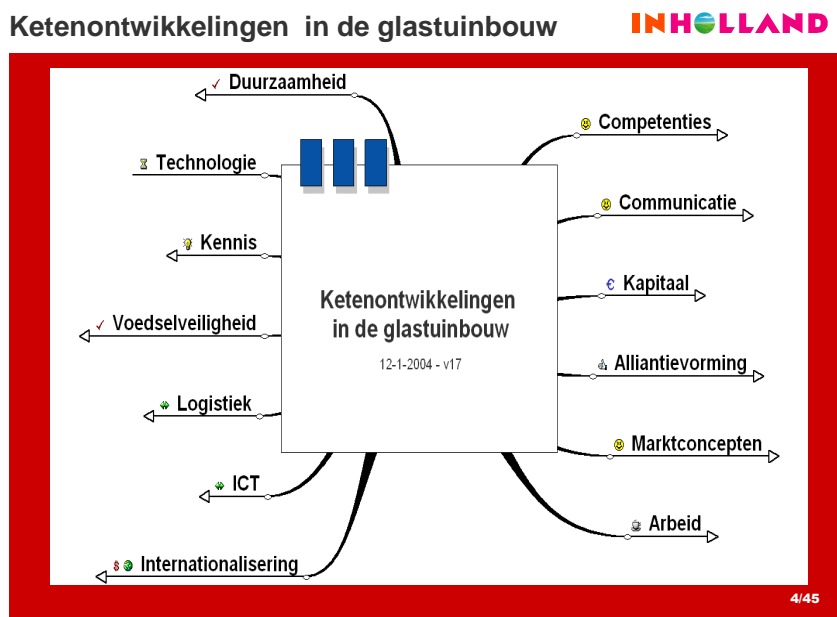 Ketenontwikkelingen in de glastuinbouw
INHOLLAND
Duurzaamheid
Technologie
Kennis
Voedselveiligheid
Logistiek
ICT
$ Internationalisering
Ketenontwikkelingen
in de glastuinbouw
12-1-2004 - v17
Competenties
Communicatie
€ Kapitaal
Alliantievorming
Marktconcepten
Arbeid
4/45